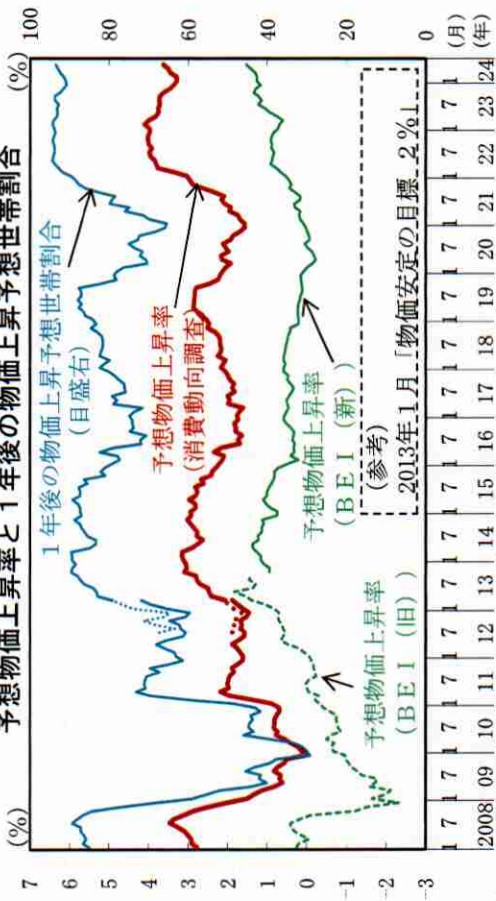 予想物価上昇率と１年後の物価上昇予想世帯割合
(%)
(%)
7
6
5
4
3
2
1
0
−1
−2
−3
100
80
60
40
20
0
１年後の物価上昇予想世帯割合
(目盛右)
予想物価上昇率
(消費動向調査)
予想物価上昇率
(ＢＥＩ（新）)
予想物価上昇率
(ＢＥＩ（旧）)
(参考)
2013年１月「物価安定の目標 2%」
1 7 1 7 1 7 1 7 1 7 1 7 1 7 1 7 1 7 1 7 1 7 1 7 1 7 1 7 1 7 1 7 1 (月)
2008 09 10 11 12 13 14 15 16 17 18 19 20 21 22 23 24 (年)